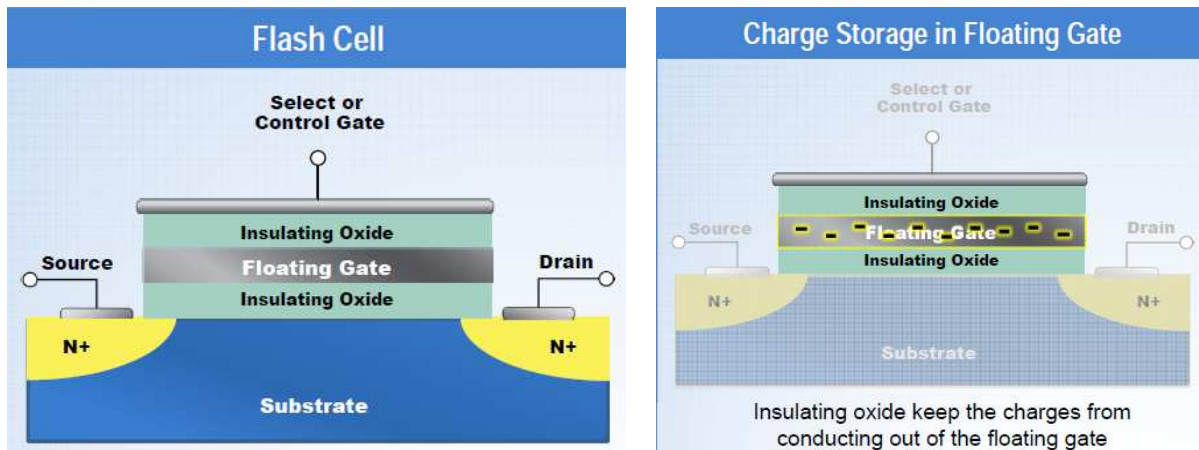 Flash Cell
Select or
Control Gate
Insulating Oxide
Source
Floating Gate
Drain
Insulating Oxide
N+
N+
Substrate
Charge Storage in Floating Gate
Select or
Control Gate
Insulating Oxide
Source
Floating Gate
Drain
Insulating Oxide
N+
N+
Substrate
Insulating oxide keep the charges from
conducting out of the floating gate